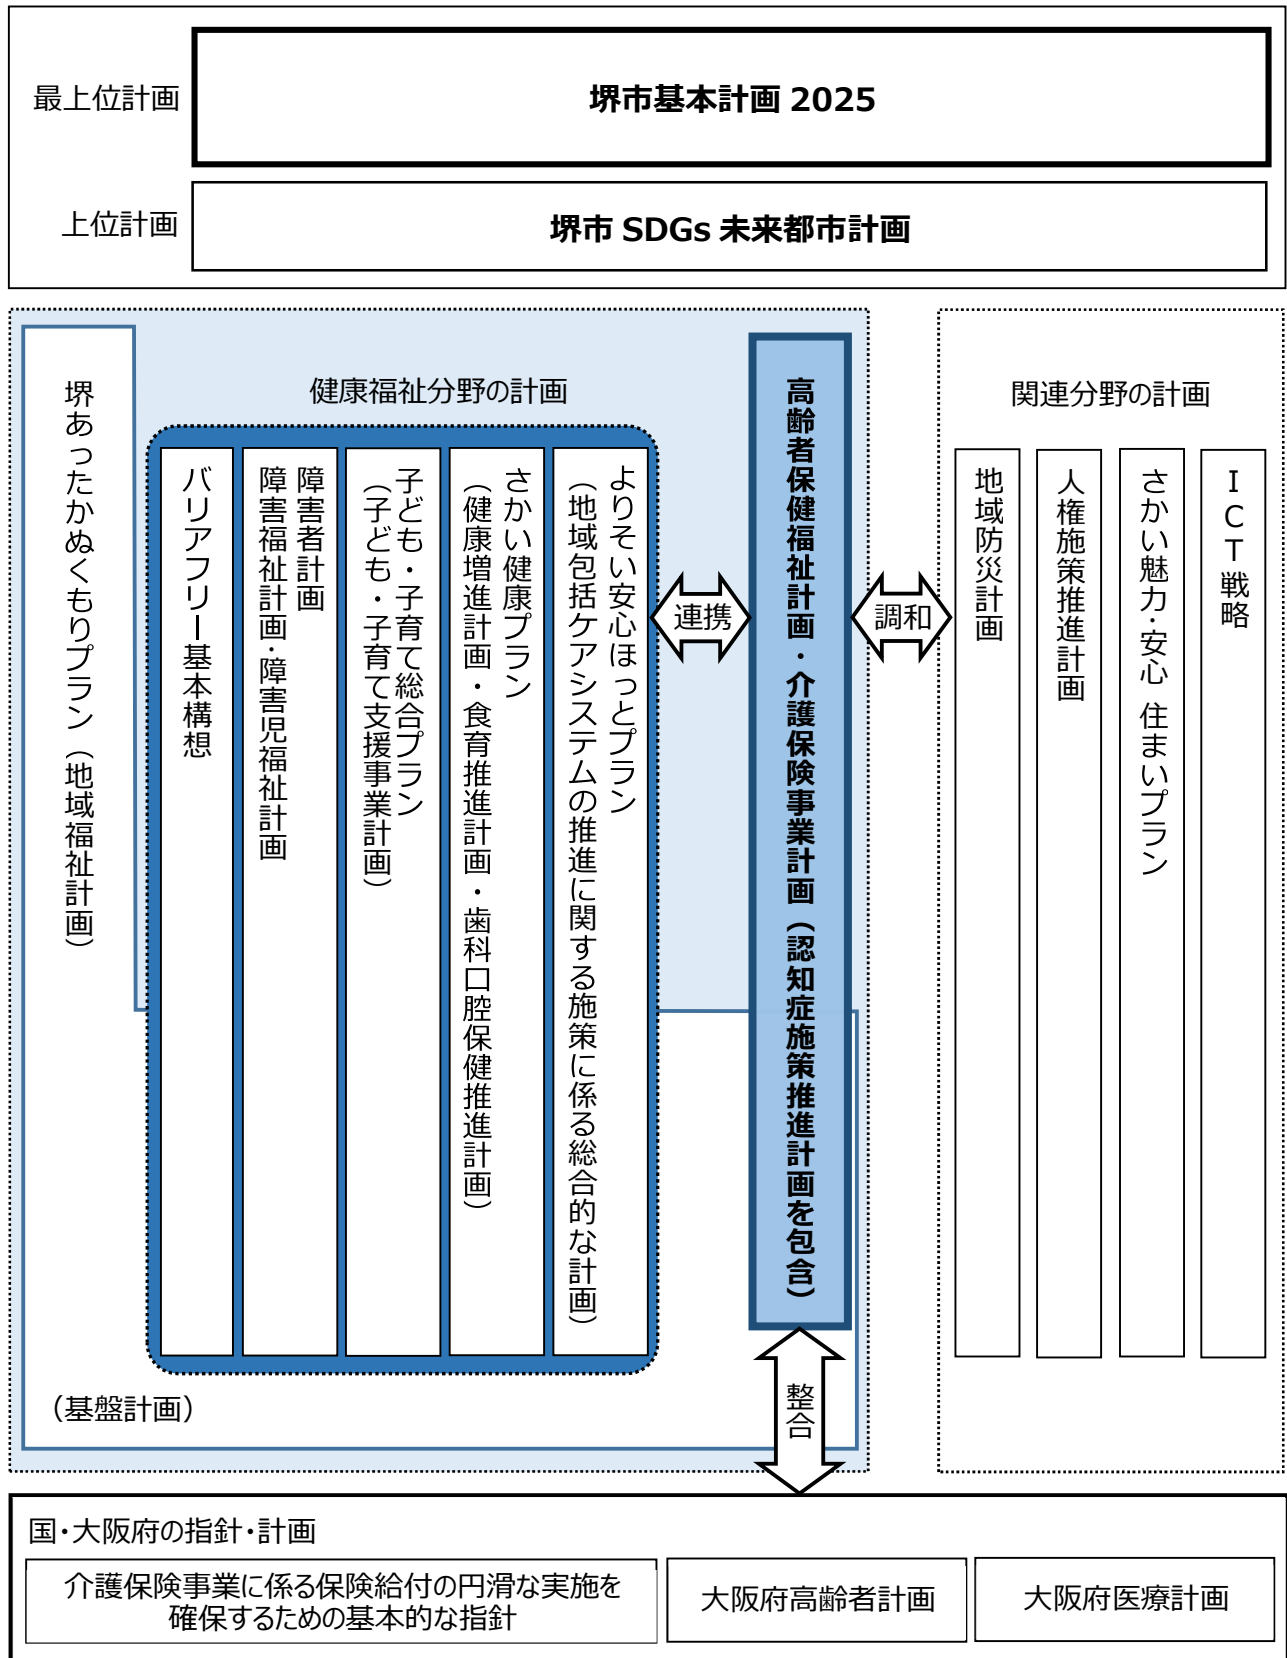 最上位計画
堺市基本計画 2025
上位計画
堺市 SDGs 未来都市計画
健康福祉分野の計画
堺あったかぬくもりプラン（地域福祉計画）
（基盤計画）
バリアフリー基本構想
障害者計画
障害福祉計画・障害児福祉計画
子ども・子育て総合プラン
（子ども・子育て支援事業計画）
さかい健康プラン
（健康増進計画・食育推進計画・歯科口腔保健推進計画）
よりそい安心ほっとプラン
（地域包括ケアシステムの推進に関する施策に係る総合的な計画）
連携
高齢者保健福祉計画・介護保険事業計画（認知症施策推進計画を包含）
調和
整合
関連分野の計画
地域防災計画
人権施策推進計画
さかい魅力・安心 住まいプラン
ＩＣＴ戦略
国・大阪府の指針・計画
介護保険事業に係る保険給付の円滑な実施を
確保するための基本的な指針
大阪府高齢者計画
大阪府医療計画